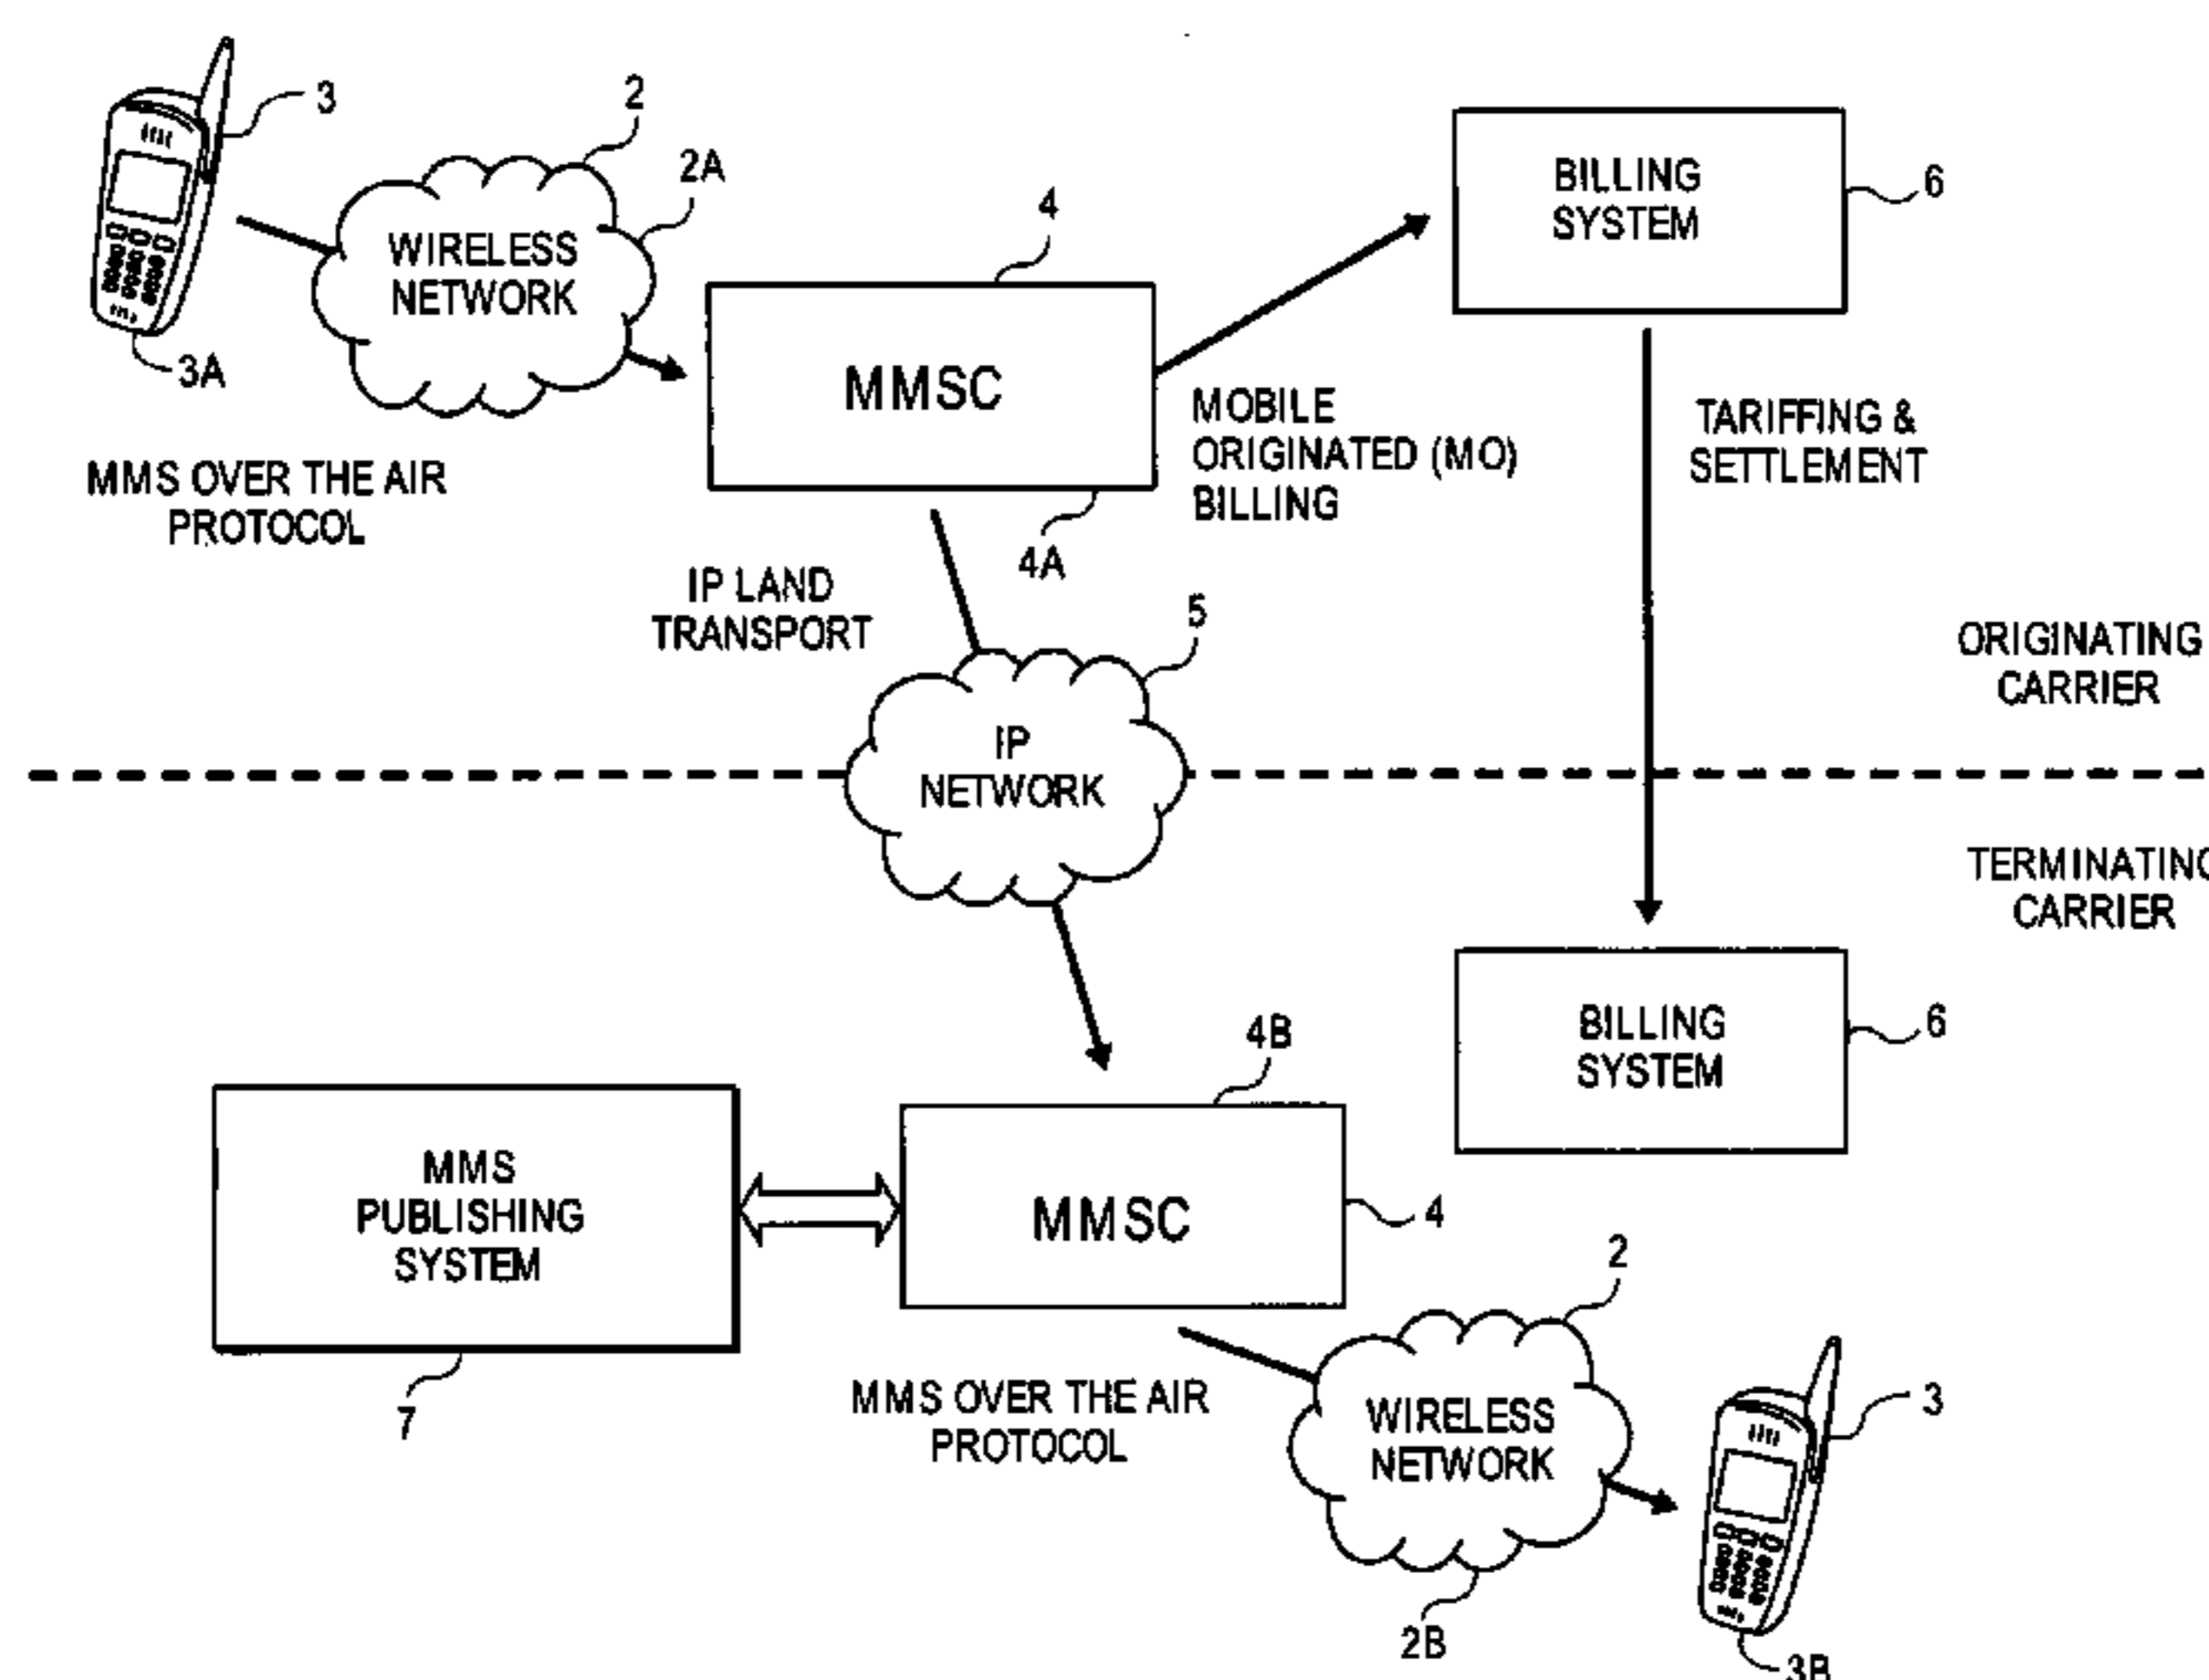 3
2
2A
WIRELESS
NETWORK
3A
MMS OVER THE AIR
PROTOCOL
4
MMSC
4A
BILLING
SYSTEM
6
MOBILE
ORIGINATED (MO)
BILLING
TARIFFING &
SETTLEMENT
IP LAND
TRANSPORT
5
IP
NETWORK
ORIGINATING
CARRIER
TERMINATING
CARRIER
BILLING
SYSTEM
6
4B
MMS
PUBLISHING
SYSTEM
7
MMSC
4
MMS OVER THE AIR
PROTOCOL
2
WIRELESS
NETWORK
2B
3
3B